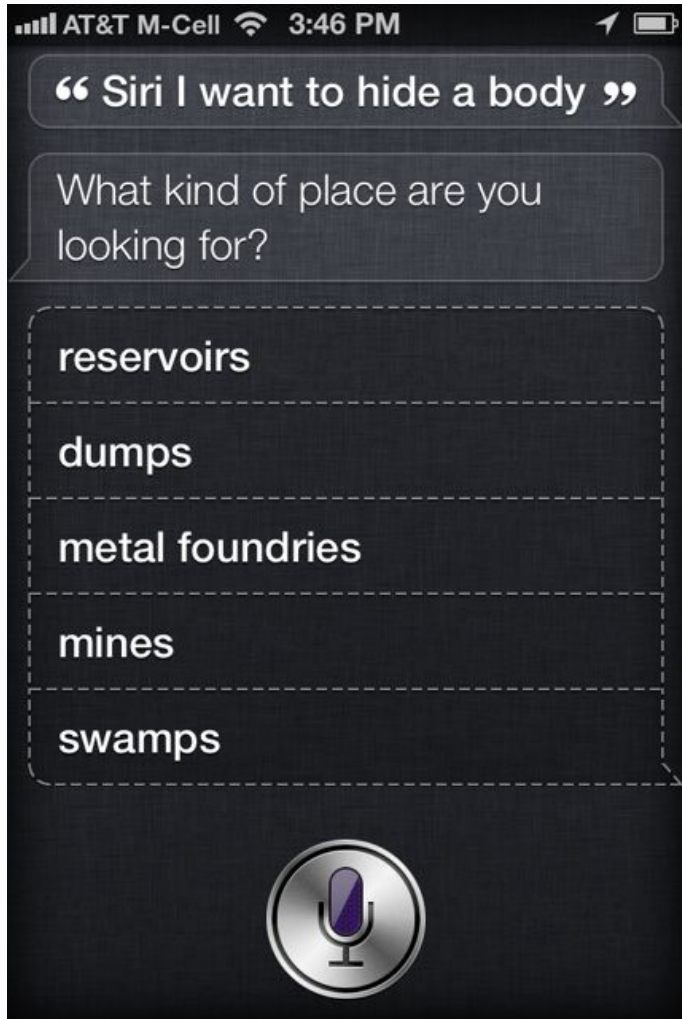 AT&T M-Cell 3:46 PM
“ Siri I want to hide a body ”
What kind of place are you
looking for?
reservoirs
dumps
metal foundries
mines
swamps